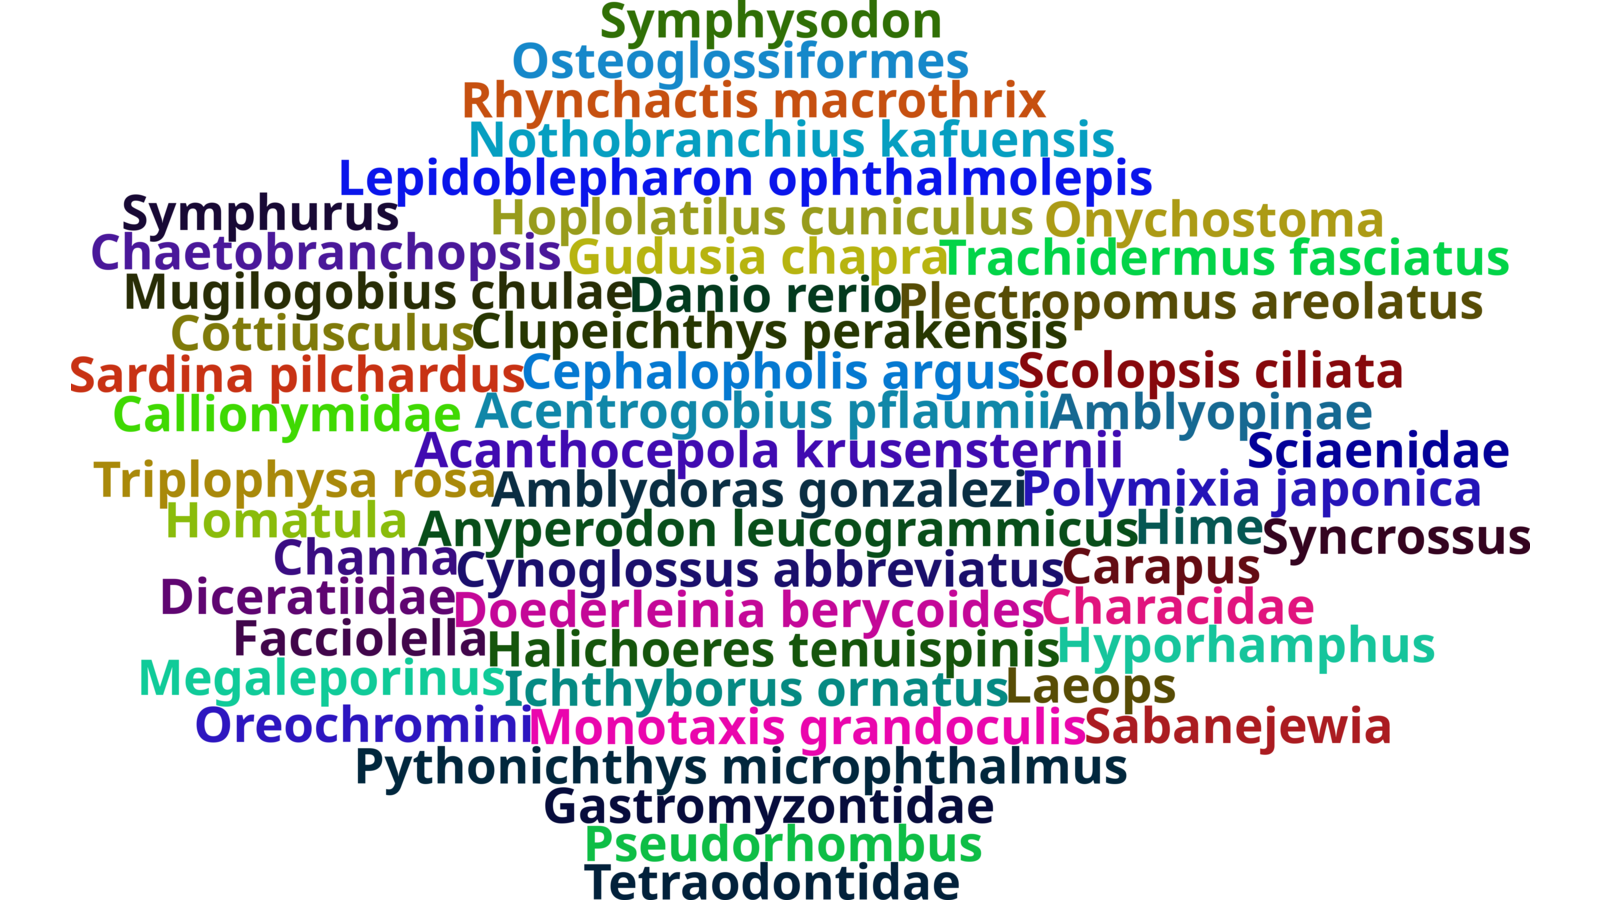 Symphysodon
Osteoglossiformes
Rhynchactis macrothrix
Nothobranchius kafuensis
Lepidoblepharon ophthalmolepis
Symphurus Hoplolatilus cuniculus Onychostoma
Chaetobranchopsis Gudusia chapra Trachidermus fasciatus
Mugilogobius chulae Danio rerio Plectropomus areolatus
Cottiusculus Clupeichthys perakensis
Sardina pilchardus Cephalopholis argus Scolopsis ciliata
Callionymidae Acentrogobius pflaumii Amblyopinae
Acanthocepola krusensternii Sciaenidae
Triplophysa rosa Amblydoras gonzalezi Polymixia japonica
Homatula Anyperodon leucogrammicus Hime Syncrossus
Channa Cynoglossus abbreviatus Carapus
Diceratiidae Doederleinia berycoides Characidae
Facciolella Halichoeres tenuispinis Hyporhamphus
Megaleporinus Ichthyborus ornatus Laeops
Oreochromini Monotaxis grandoculis Sabanejewia
Pythonichthys microphthalmus
Gastromyzontidae
Pseudorhombus
Tetraodontidae